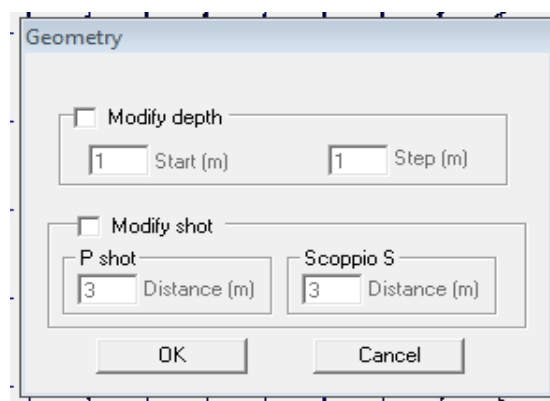 Geometry
Modify depth
1 Start (m) 1 Step (m)
Modify shot
P shot Scoppio S
3 Distance (m) 3 Distance (m)
OK Cancel